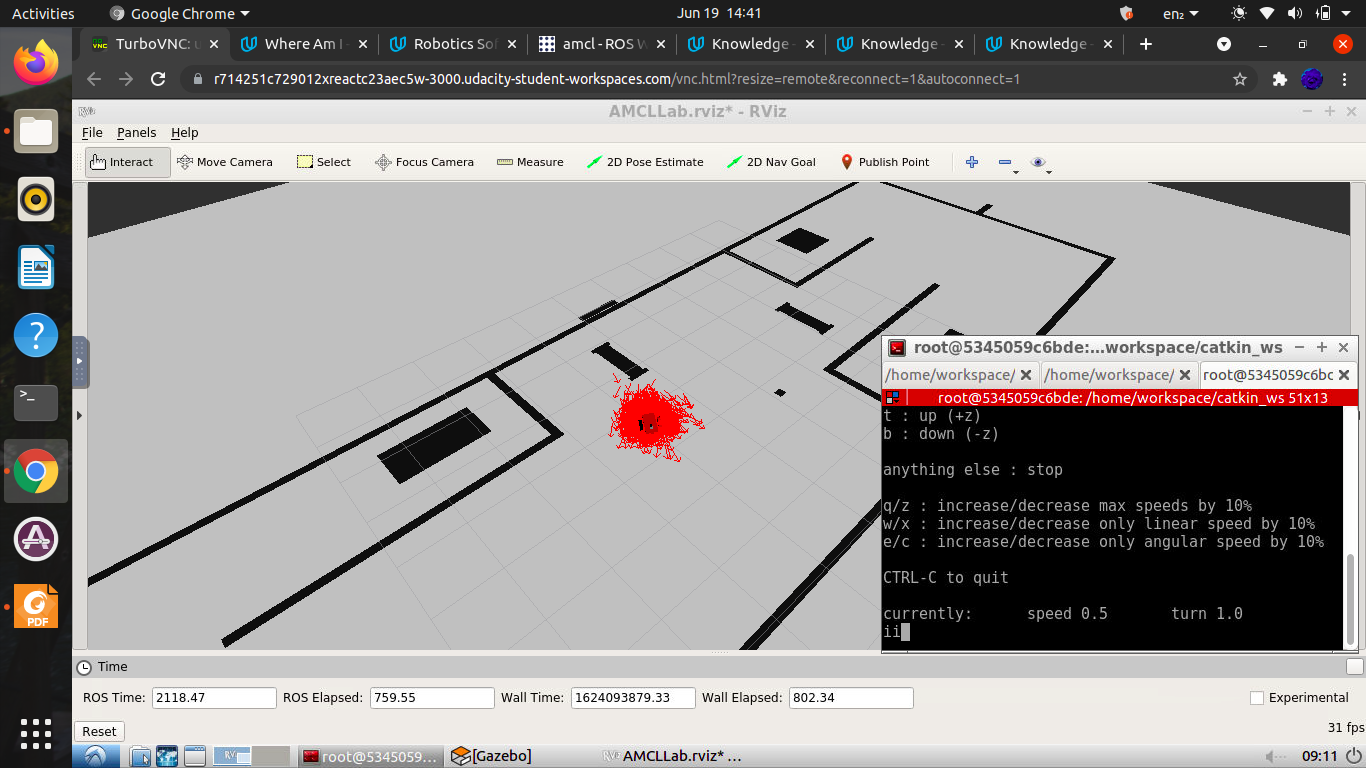 Activities
Google Chrome
Jun 19 14:41
en₂
TurboVNC: u
Where Am I -
Robotics Sof
amcl - ROS W
Knowledge -
Knowledge -
Knowledge -
r714251c729012xreactc23aec5w-3000.udacity-student-workspaces.com/vnc.html?resize=remote&reconnect=1&autoconnect=1
RViz
AMCLLab.rviz* - RViz
File Panels Help
Interact
Move Camera
Select
Focus Camera
Measure
2D Pose Estimate
2D Nav Goal
Publish Point
root@5345059c6bde:...workspace/catkin_ws
/home/workspace/
/home/workspace/
root@5345059c6bc
root@5345059c6bde: /home/workspace/catkin_ws 51x13
t : up (+z)
b : down (-z)
anything else : stop
q/z : increase/decrease max speeds by 10%
w/x : increase/decrease only linear speed by 10%
e/c : increase/decrease only angular speed by 10%
CTRL-C to quit
currently: speed 0.5 turn 1.0
ii
Time
ROS Time: 2118.47 ROS Elapsed: 759.55 Wall Time: 1624093879.33 Wall Elapsed: 802.34 Experimental
Reset
31 fps
PDF
RViz
root@5345059...
[Gazebo]
RViz AMCLLab.rviz* ...
09:11